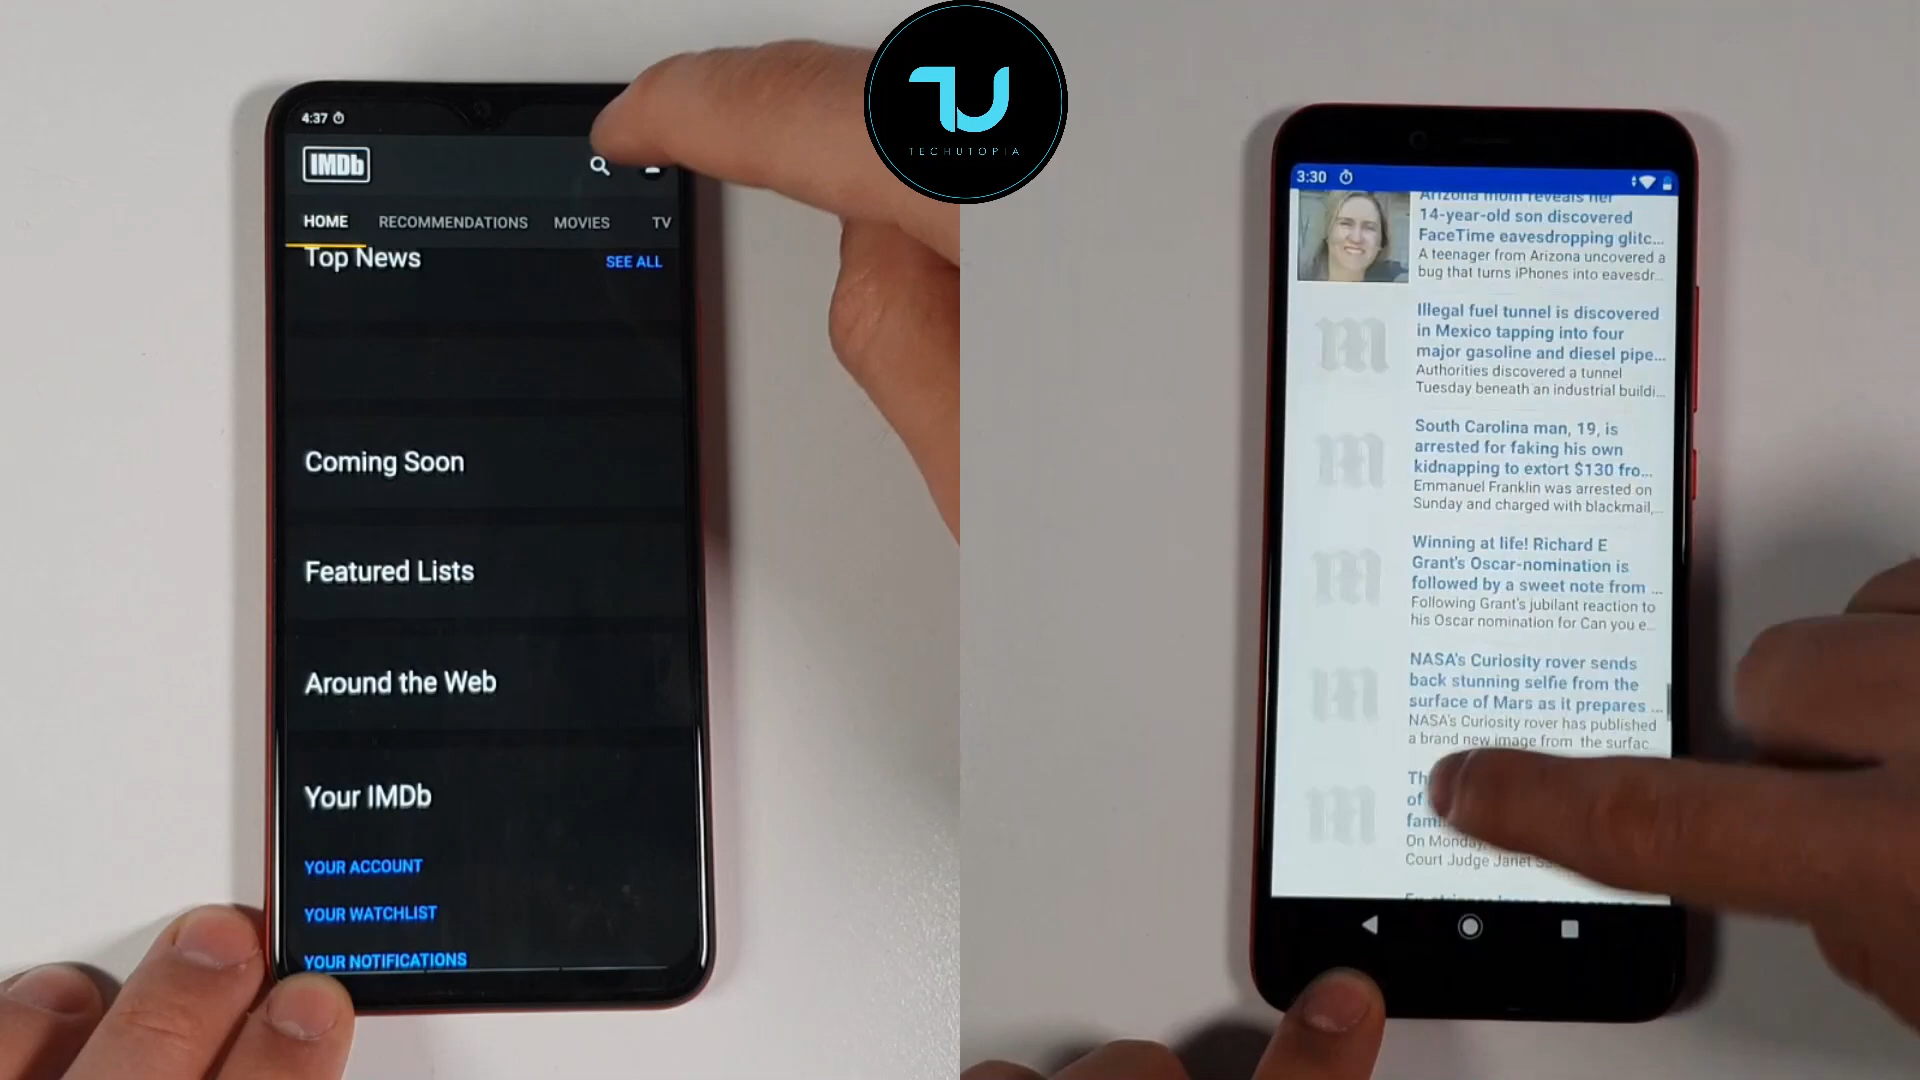 4:37
IMDb
HOME RECOMMENDATIONS MOVIES TV
Top News SEE ALL
Coming Soon
Featured Lists
Around the Web
Your IMDb
YOUR ACCOUNT
YOUR WATCHLIST
YOUR NOTIFICATIONS
TU
TECHUTOPIA
3:30
Arizona mom reveals her
14-year-old son discovered
FaceTime eavesdropping glitc...
A teenager from Arizona uncovered a
bug that turns iPhones into eavesdr...
Illegal fuel tunnel is discovered
in Mexico tapping into four
major gasoline and diesel pipe...
Authorities discovered a tunnel
Tuesday beneath an industrial buildi...
South Carolina man, 19, is
arrested for faking his own
kidnapping to extort $130 fro...
Emmanuel Franklin was arrested on
Sunday and charged with blackmail,...
Winning at life! Richard E
Grant's Oscar-nomination is
followed by a sweet note from ...
Following Grant's jubilant reaction to
his Oscar nomination for Can you e...
NASA's Curiosity rover sends
back stunning selfie from the
surface of Mars as it prepares ...
NASA's Curiosity rover has published
a brand new image from the surfac...
of
On Monday,
Court Judge Janet